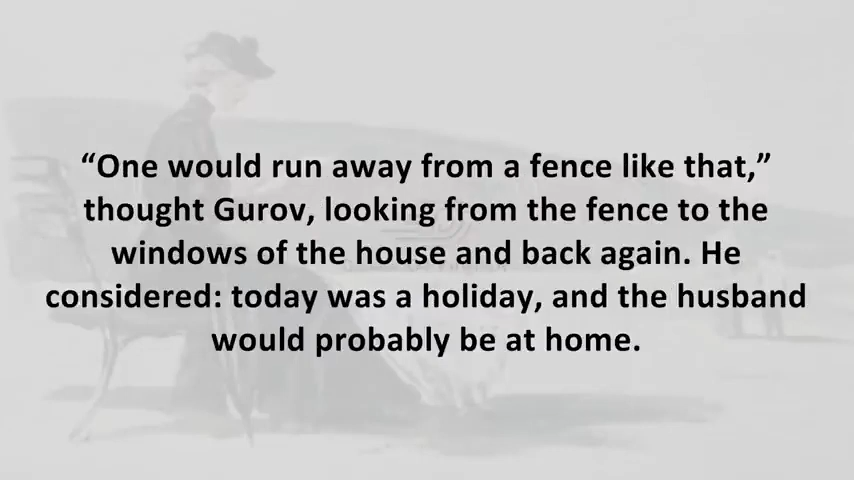 “One would run away from a fence like that,”
thought Gurov, looking from the fence to the
windows of the house and back again. He
considered: today was a holiday, and the husband
would probably be at home.